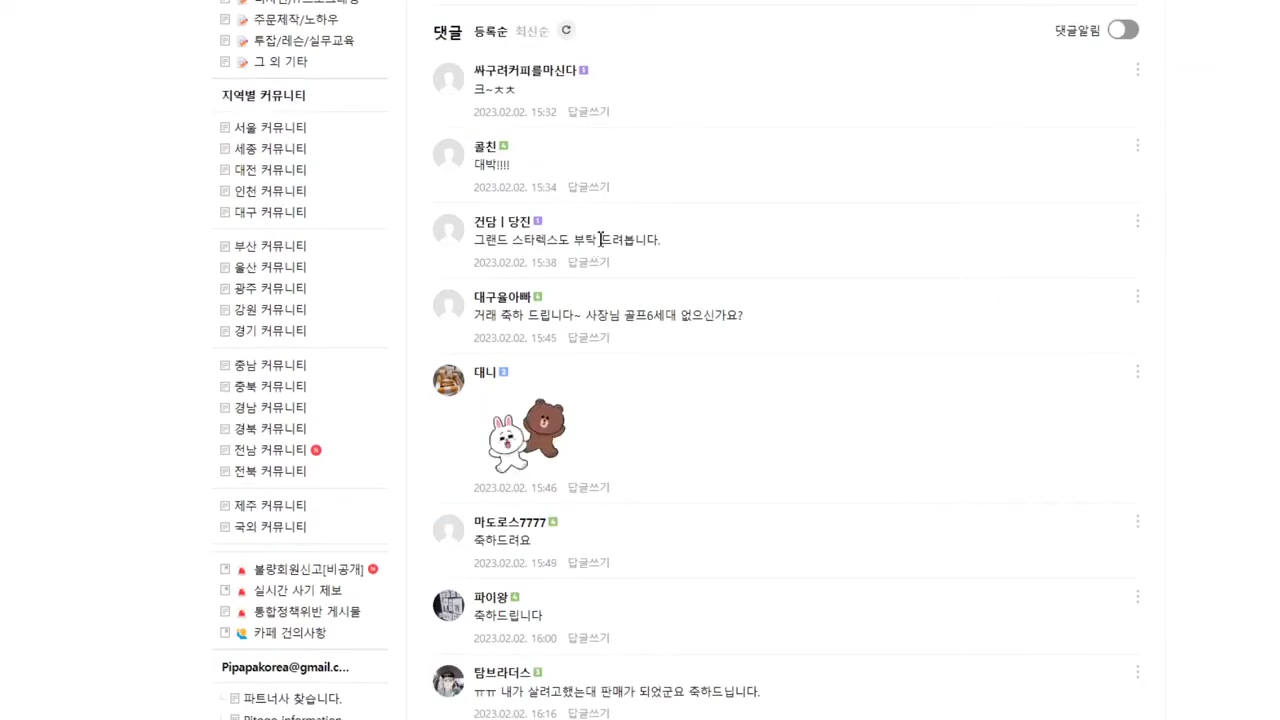 주문제작/노하우
투잡/레슨/실무교육
그 외 기타
지역별 커뮤니티
서울 커뮤니티
세종 커뮤니티
대전 커뮤니티
인천 커뮤니티
대구 커뮤니티
부산 커뮤니티
울산 커뮤니티
광주 커뮤니티
강원 커뮤니티
경기 커뮤니티
충남 커뮤니티
충북 커뮤니티
경남 커뮤니티
경북 커뮤니티
전남 커뮤니티 N
전북 커뮤니티
제주 커뮤니티
국외 커뮤니티
불량회원신고[비공개] N
실시간 사기 제보
통합정책위반 게시물
카페 건의사항
Pipapakorea@gmail.c...
파트너사 찾습니다.
댓글 등록순 최신순
댓글알림
싸구려커피를마신다 1
크~ㅊㅊ
2023.02.02. 15:32 답글쓰기
콜친 4
대박!!!!
2023.02.02. 15:34 답글쓰기
건담ㅣ당진 1
그랜드 스타렉스도 부탁 드려봅니다.
2023.02.02. 15:38 답글쓰기
대구율아빠 4
거래 축하 드립니다~ 사장님 골프6세대 없으신가요?
2023.02.02. 15:45 답글쓰기
대니
2023.02.02. 15:46 답글쓰기
마도로스7777 4
축하드려요
2023.02.02. 15:49 답글쓰기
파이왕 4
축하드립니다
2023.02.02. 16:00 답글쓰기
탐브라더스 3
ㅠㅠ 내가 살려고했는대 판매가 되었군요 축하드닙니다.
2023.02.02. 16:16 답글쓰기